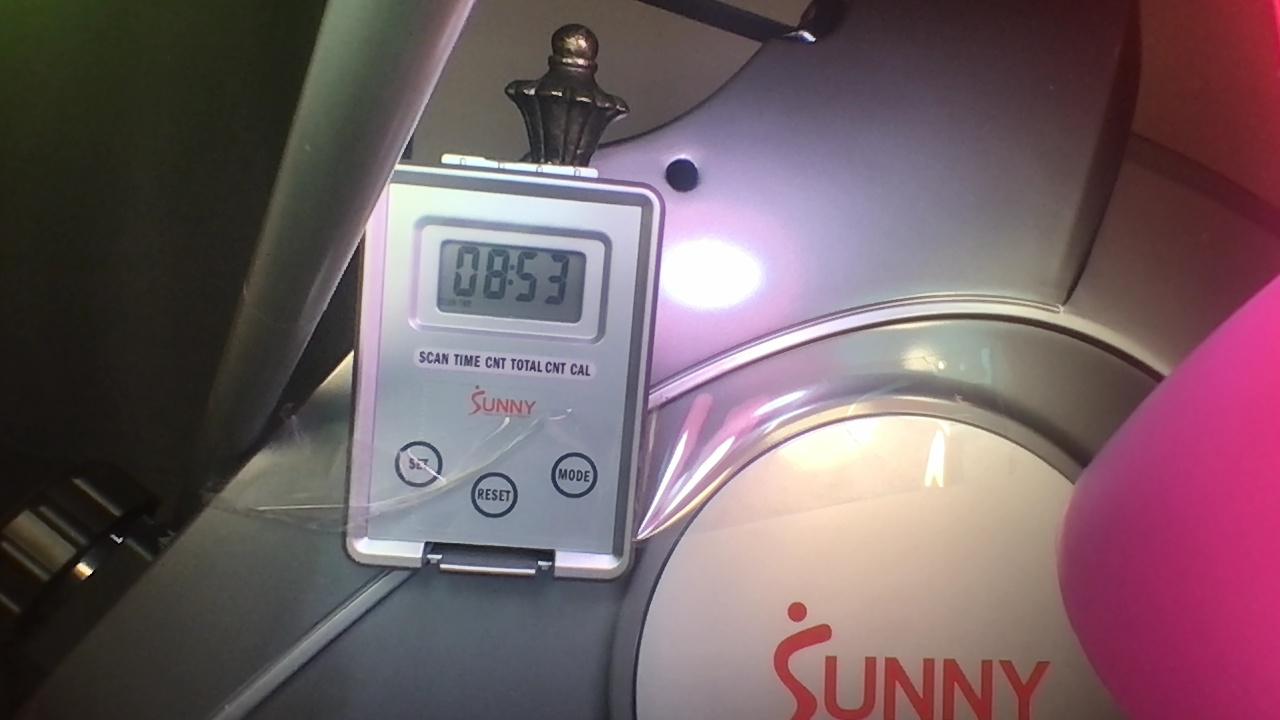 08:53
SCAN TIME CNT TOTAL CNT CAL
SUNNY
SET
MODE
RESET
SUNNY